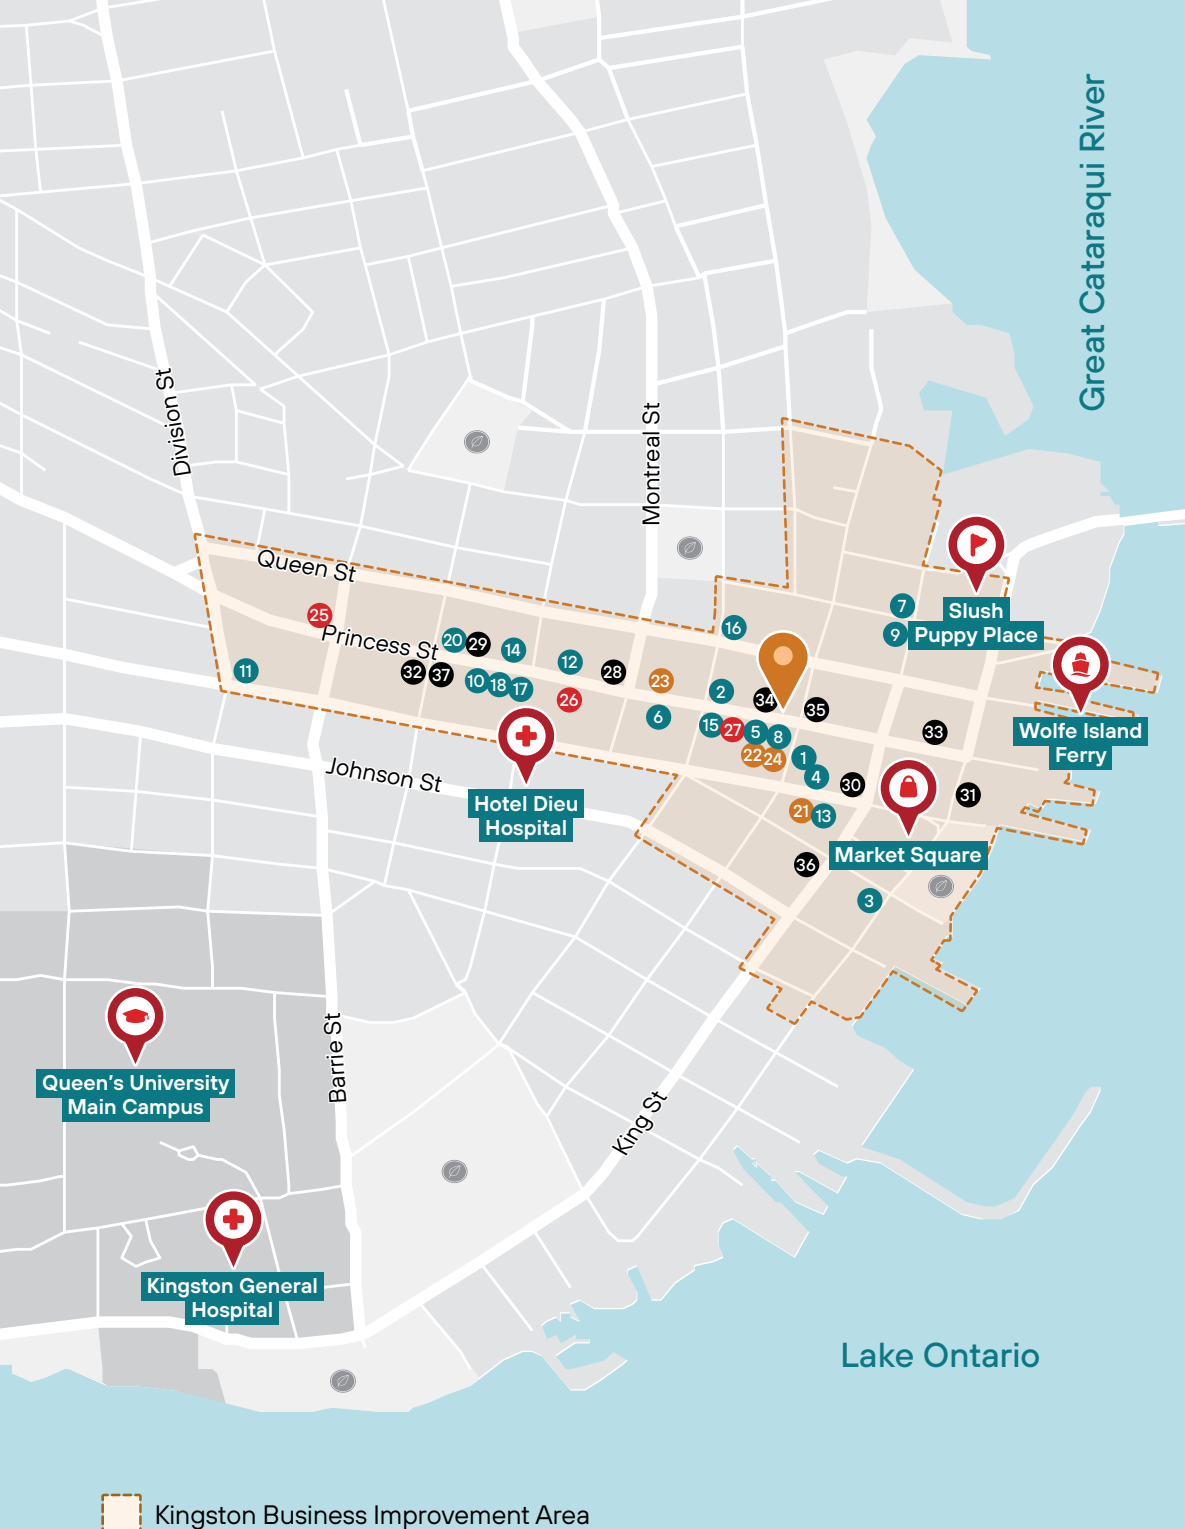 Great Cataraqui River
Division St
Montreal St
Queen St
25
Princess St
20
29
14
16
7
Slush
9
Puppy Place
11
32
37
10
18
17
12
28
23
26
2
34
35
6
15
27
5
8
33
Wolfe Island
Ferry
22
24
1
4
30
31
Johnson St
Hotel Dieu
Hospital
21
13
Market Square
36
3
Barrie St
Queen's University
Main Campus
King St
Kingston General
Hospital
Lake Ontario
Kingston Business Improvement Area